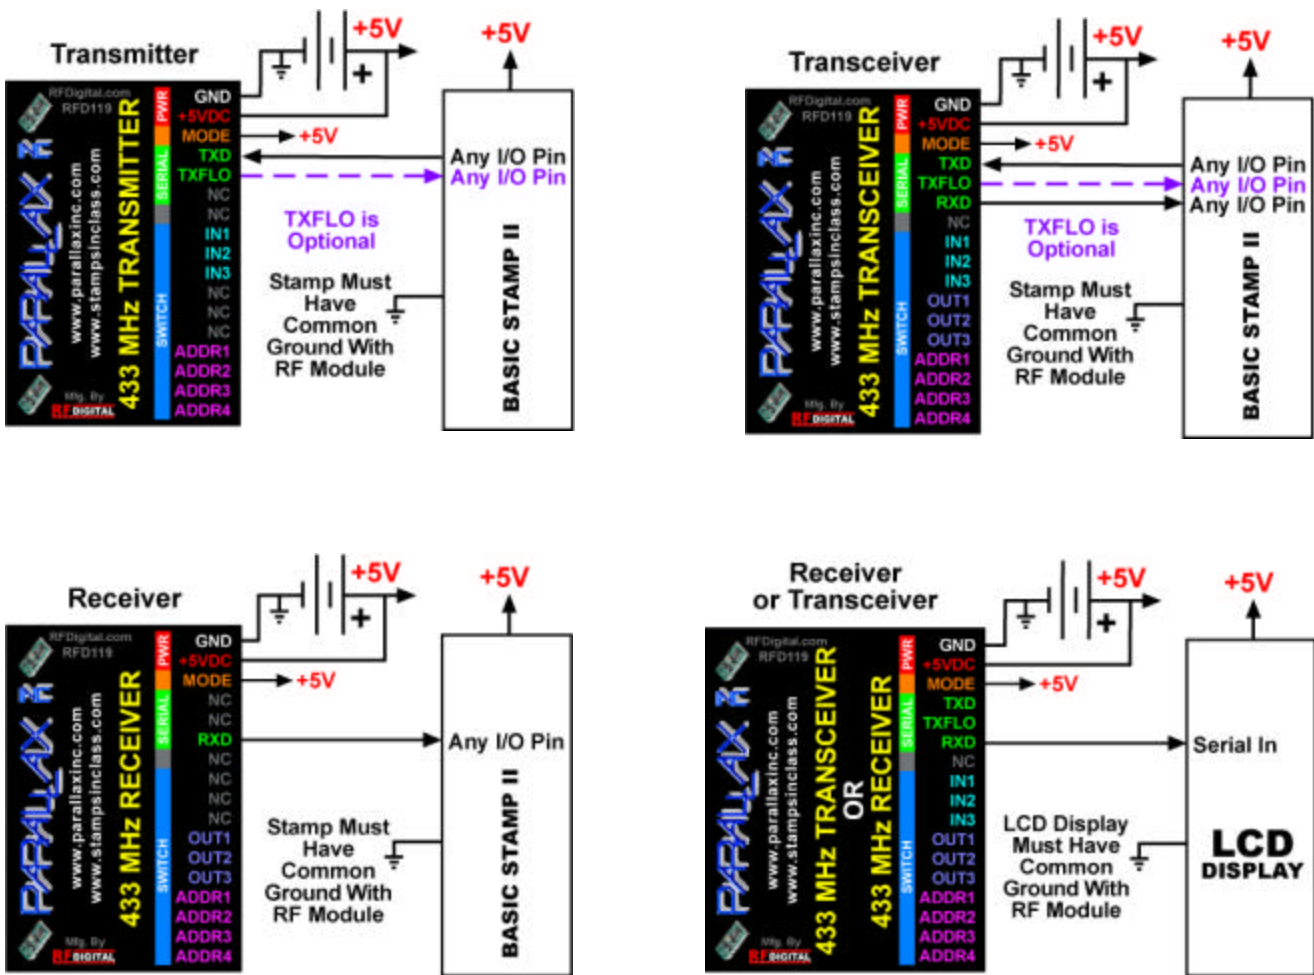 Transmitter
+5V
+5V
+
RFDigital.com
RFD119
PARALLAX
www.parallaxinc.com
www.stampsinclass.com
433 MHz TRANSMITTER
Mfg. By
RF DIGITAL
PWR
SERIAL
SWITCH
GND
+5VDC
MODE
+5V
TXD
TXFLO
NC
NC
IN1
IN2
IN3
NC
NC
NC
ADDR1
ADDR2
ADDR3
ADDR4
Any I/O Pin
Any I/O Pin
TXFLO is
Optional
Stamp Must
Have
Common
Ground With
RF Module
BASIC STAMP II
Transceiver
+5V
+5V
+
RFDigital.com
RFD119
PARALLAX
www.parallaxinc.com
www.stampsinclass.com
433 MHz TRANSCEIVER
Mfg. By
RF DIGITAL
PWR
SERIAL
SWITCH
GND
+5VDC
MODE
+5V
TXD
TXFLO
RXD
NC
IN1
IN2
IN3
OUT1
OUT2
OUT3
ADDR1
ADDR2
ADDR3
ADDR4
Any I/O Pin
Any I/O Pin
Any I/O Pin
TXFLO is
Optional
Stamp Must
Have
Common
Ground With
RF Module
BASIC STAMP II
Receiver
+5V
+5V
+
RFDigital.com
RFD119
PARALLAX
www.parallaxinc.com
www.stampsinclass.com
433 MHz RECEIVER
Mfg. By
RF DIGITAL
PWR
SERIAL
SWITCH
GND
+5VDC
MODE
+5V
NC
NC
RXD
NC
NC
NC
NC
OUT1
OUT2
OUT3
ADDR1
ADDR2
ADDR3
ADDR4
Any I/O Pin
Stamp Must
Have
Common
Ground With
RF Module
BASIC STAMP II
Receiver
or Transceiver
+5V
+5V
+
RFDigital.com
RFD119
PARALLAX
www.parallaxinc.com
www.stampsinclass.com
433 MHz TRANSCEIVER
OR
433 MHz RECEIVER
Mfg. By
RF DIGITAL
PWR
SERIAL
SWITCH
GND
+5VDC
MODE
+5V
TXD
TXFLO
RXD
NC
IN1
IN2
IN3
OUT1
OUT2
OUT3
ADDR1
ADDR2
ADDR3
ADDR4
Serial In
LCD Display
Must Have
Common
Ground With
RF Module
LCD
DISPLAY